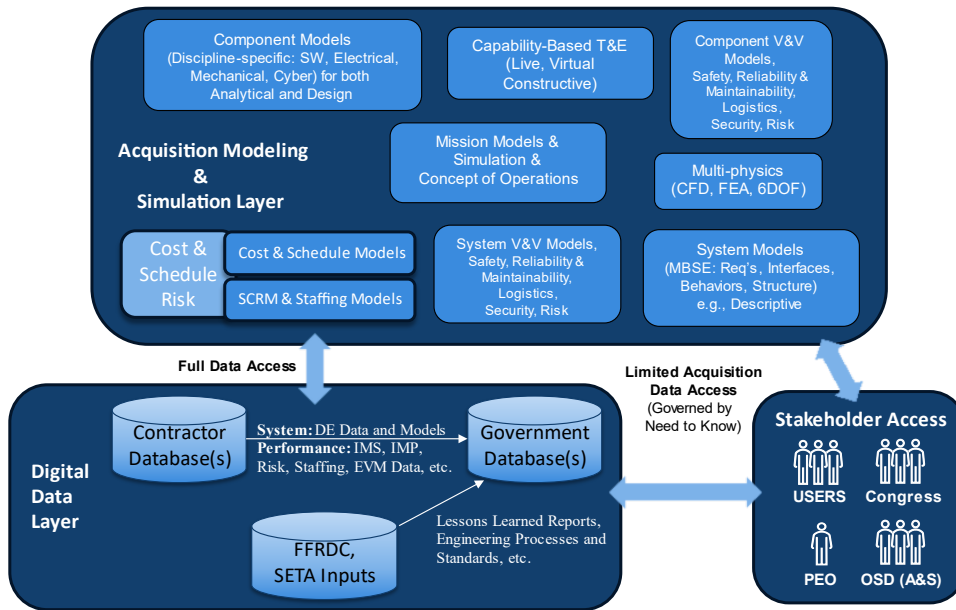 Component Models
(Discipline-specific: SW, Electrical,
Mechanical, Cyber) for both
Analytical and Design
Capability-Based T&E
(Live, Virtual
Constructive)
Component V&V
Models,
Safety, Reliability &
Maintainability,
Logistics,
Security, Risk
Acquisition Modeling
&
Simulation Layer
Mission Models &
Simulation &
Concept of Operations
Multi-physics
(CFD, FEA, 6DOF)
Cost &
Schedule
Risk
Cost & Schedule Models
SCRM & Staffing Models
System V&V Models,
Safety, Reliability &
Maintainability,
Logistics,
Security, Risk
System Models
(MBSE: Req's, Interfaces,
Behaviors, Structure)
e.g., Descriptive
Full Data Access
Limited Acquisition
Data Access
(Governed by
Need to Know)
Digital
Data
Layer
Contractor
Database(s)
System: DE Data and Models
Performance: IMS, IMP,
Risk, Staffing, EVM Data, etc.
Government
Database(s)
FFRDC,
SETA Inputs
Lessons Learned Reports,
Engineering Processes and
Standards, etc.
Stakeholder Access
USERS
Congress
PEO
OSD (A&S)